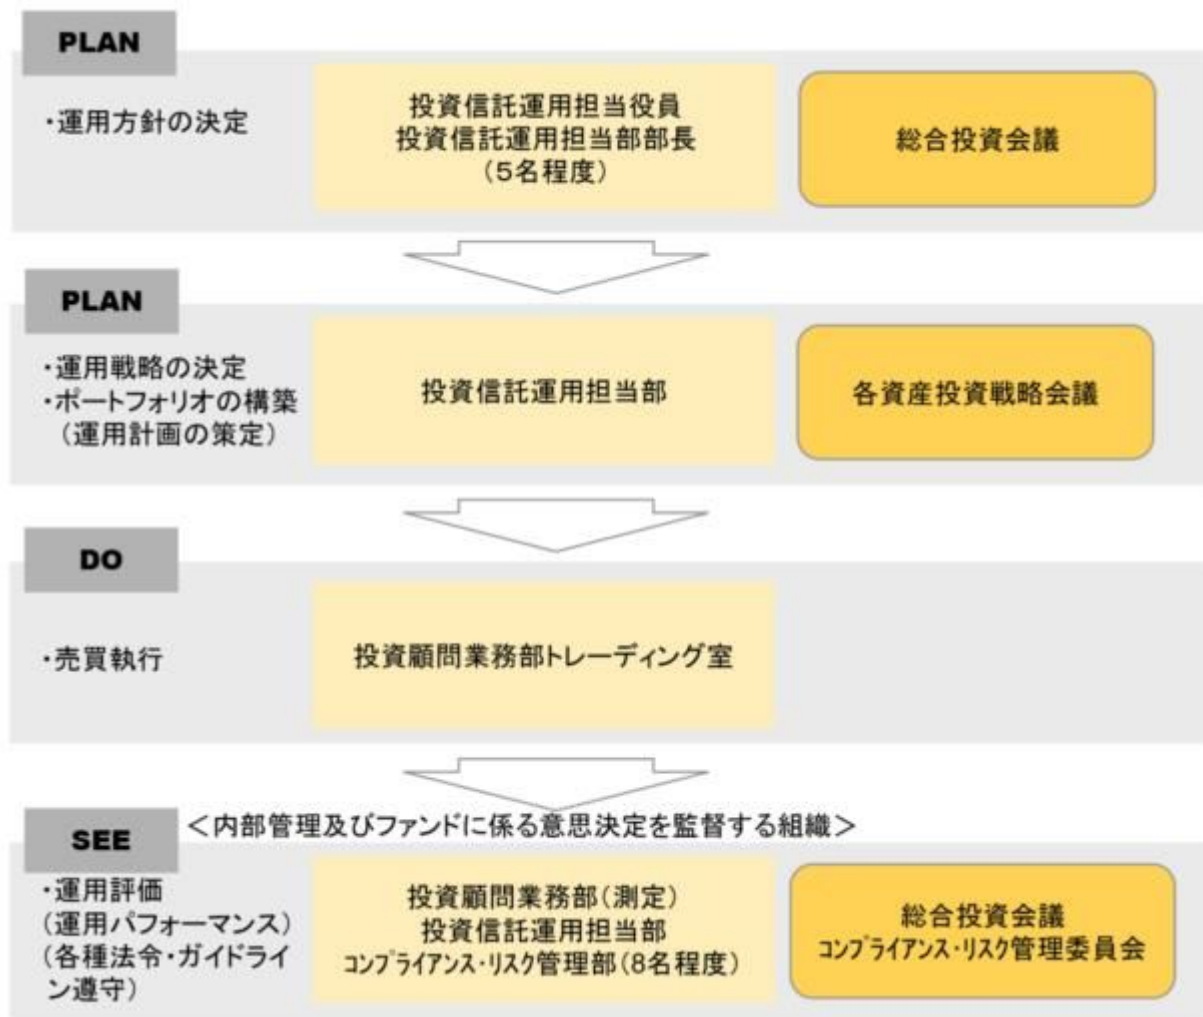 PLAN
・運用方針の決定
投資信託運用担当役員
投資信託運用担当部部長
(5名程度)
総合投資会議
PLAN
・運用戦略の決定
・ポートフォリオの構築
(運用計画の策定)
投資信託運用担当部
各資産投資戦略会議
DO
・売買執行
投資顧問業務部トレーディング室
SEE
＜内部管理及びファンドに係る意思決定を監督する組織＞
・運用評価
(運用パフォーマンス)
(各種法令・ガイドライ
ン遵守)
投資顧問業務部(測定)
投資信託運用担当部
ｺﾝﾌﾟﾗｲｱﾝｽ・ﾘｽｸ管理部(8名程度)
総合投資会議
ｺﾝﾌﾟﾗｲｱﾝｽ・ﾘｽｸ管理委員会